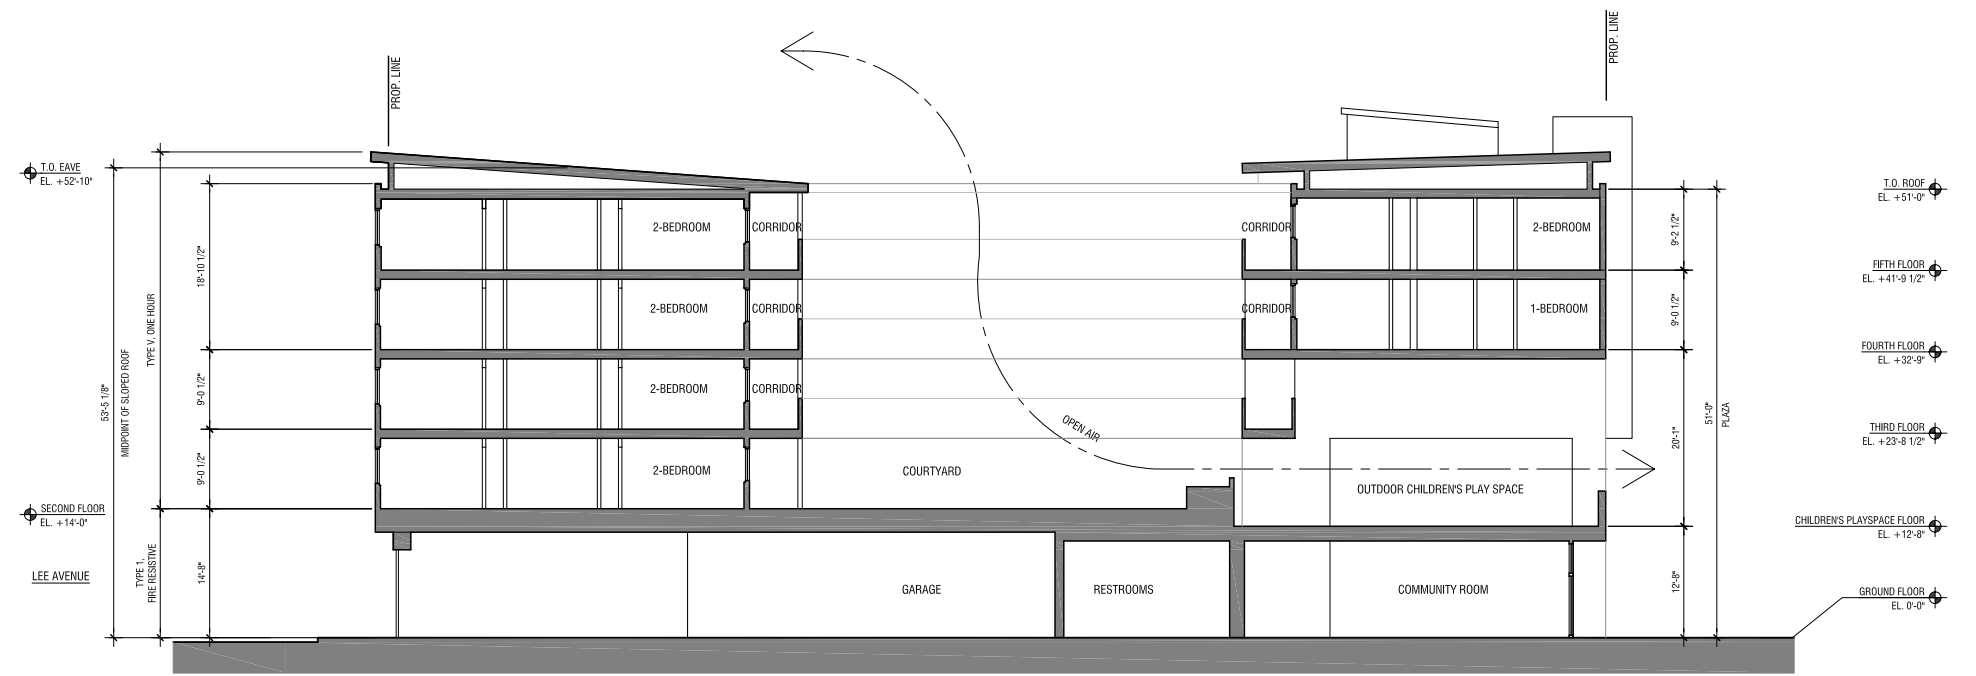 PROP. LINE
PROP. LINE
T.O. EAVE
EL. +52'-10"
SECOND FLOOR
EL. +14'-0"
LEE AVENUE
53'-5 1/8"
MIDPOINT OF SLOPED ROOF
TYPE V, ONE HOUR
TYPE 1,
FIRE RESISTIVE
18'-10 1/2"
9'-0 1/2"
9'-0 1/2"
14'-8"
2-BEDROOM
CORRIDOR
CORRIDOR
2-BEDROOM
2-BEDROOM
CORRIDOR
CORRIDOR
1-BEDROOM
2-BEDROOM
CORRIDOR
OPEN AIR
2-BEDROOM
COURTYARD
OUTDOOR CHILDREN'S PLAY SPACE
GARAGE
RESTROOMS
COMMUNITY ROOM
9'-2 1/2"
9'-0 1/2"
20'-1"
12'-8"
51'-0"
PLAZA
T.O. ROOF
EL. +51'-0"
FIFTH FLOOR
EL. +41'-9 1/2"
FOURTH FLOOR
EL. +32'-9"
THIRD FLOOR
EL. +23'-8 1/2"
CHILDREN'S PLAYSPACE FLOOR
EL. +12'-8"
GROUND FLOOR
EL. 0'-0"